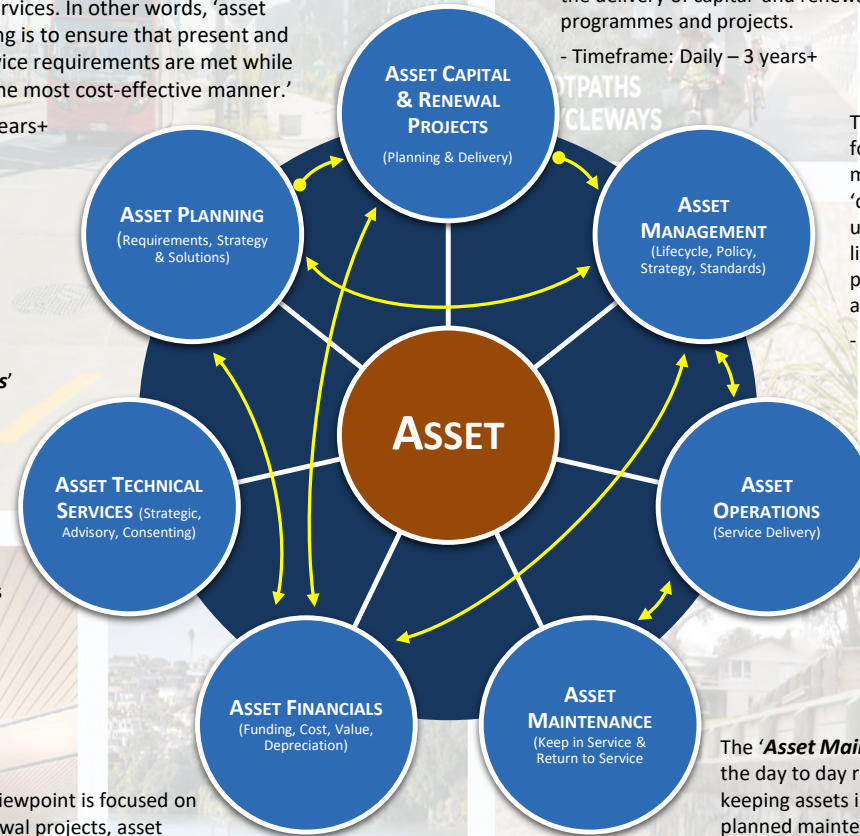 rvices. In other words, ‘asset
ng is to ensure that present and
vice requirements are met while
he most cost-effective manner.’
ears+
the delivery of capital and renewa
programmes and projects.
- Timeframe: Daily – 3 years+
OTPATHS
CLEWAYS
ASSET CAPITAL
& RENEWAL
PROJECTS
(Planning & Delivery)
ASSET PLANNING
(Requirements, Strategy
& Solutions)
ASSET
MANAGEMENT
(Lifecycle, Policy,
Strategy, Standards)
T
fo
m
‘c
u
li
p
a
-
s’
ASSET
ASSET TECHNICAL
SERVICES (Strategic,
Advisory, Consenting)
ASSET
OPERATIONS
(Service Delivery)
s
ASSET FINANCIALS
(Funding, Cost, Value,
Depreciation)
ASSET
MAINTENANCE
(Keep in Service &
Return to Service
iewpoint is focused on
wal projects, asset
The ‘Asset Mai
the day to day r
keeping assets i
planned mainte